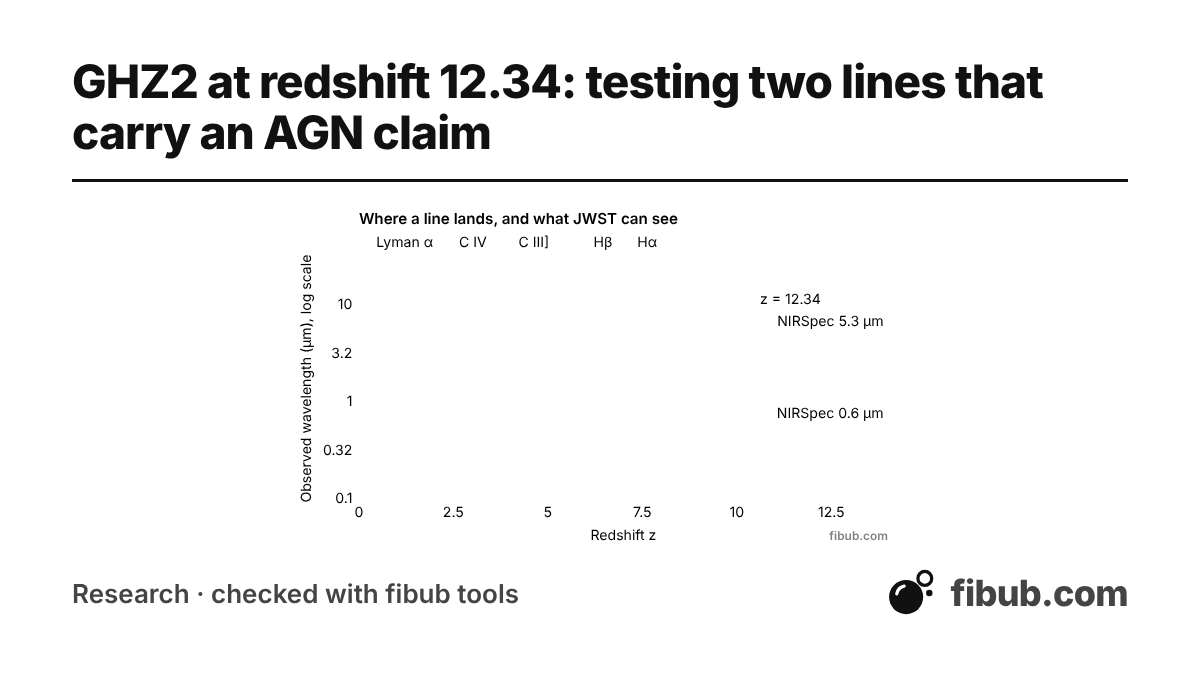 GHZ2 at redshift 12.34: testing two lines that
carry an AGN claim
Where a line lands, and what JWST can see
Lyman α C IV C III] Hβ Hα
Observed wavelength (μm), log scale
10
3.2
1
0.32
0.1
z = 12.34
NIRSpec 5.3 μm
NIRSpec 0.6 μm
0 2.5 5 7.5 10 12.5
Redshift z
fibub.com
Research · checked with fibub tools
fibub.com